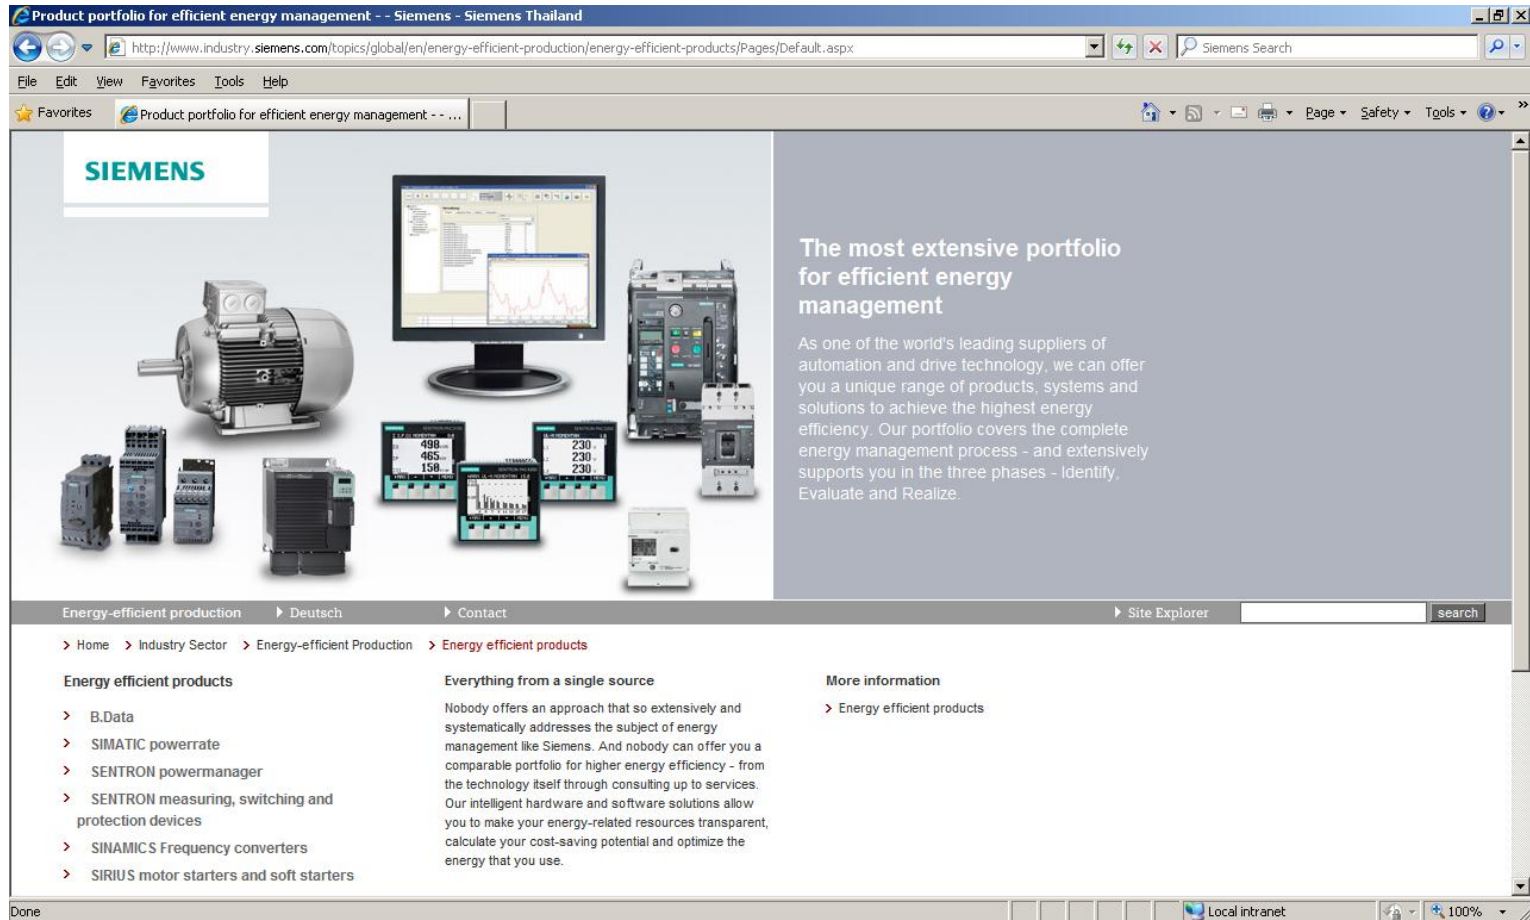 Product portfolio for efficient energy management - - Siemens - Siemens Thailand
http://www.industry.siemens.com/topics/global/en/energy-efficient-production/energy-efficient-products/Pages/Default.aspx
Siemens Search
File Edit View Favorites Tools Help
Favorites
Product portfolio for efficient energy management - - ...
Page Safety Tools
SIEMENS
The most extensive portfolio
for efficient energy
management
As one of the world's leading suppliers of
automation and drive technology, we can offer
you a unique range of products, systems and
solutions to achieve the highest energy
efficiency. Our portfolio covers the complete
energy management process - and extensively
supports you in the three phases - Identify,
Evaluate and Realize.
498
465
158
230
230
230
Energy-efficient production Deutsch Contact Site Explorer search
Home Industry Sector Energy-efficient Production Energy efficient products
Energy efficient products
B.Data
SIMATIC powerrate
SENTRON powermanager
SENTRON measuring, switching and
protection devices
SINAMICS Frequency converters
SIRIUS motor starters and soft starters
Everything from a single source
Nobody offers an approach that so extensively and
systematically addresses the subject of energy
management like Siemens. And nobody can offer you a
comparable portfolio for higher energy efficiency - from
the technology itself through consulting up to services.
Our intelligent hardware and software solutions allow
you to make your energy-related resources transparent,
calculate your cost-saving potential and optimize the
energy that you use.
More information
Energy efficient products
Done
Local intranet
100%